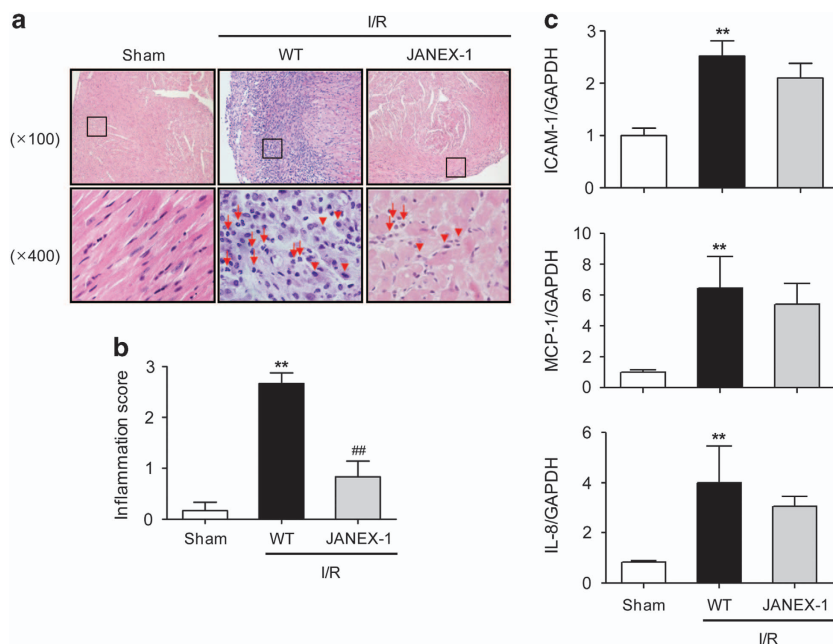 a
I/R
Sham WT JANEX-1
(×100)
(×400)
b
Inflammation score
3
2
1
0
**
##
Sham WT JANEX-1
I/R
c
ICAM-1/GAPDH
3
2
1
0
**
MCP-1/GAPDH
10
8
6
4
2
0
**
IL-8/GAPDH
6
4
2
0
**
Sham WT JANEX-1
I/R